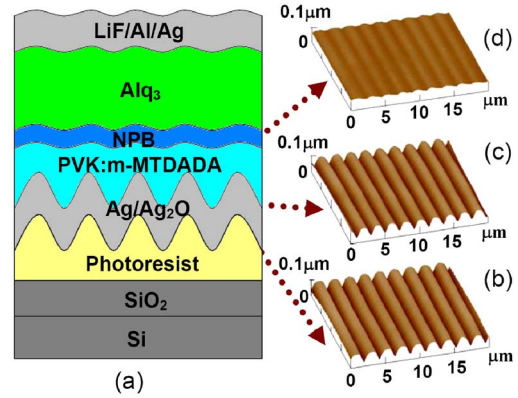 LiF/Al/Ag
Alq₃
NPB
PVK:m-MTDADA
Ag/Ag₂O
Photoresist
SiO₂
Si
(a)
0.1μm
0
(d)
0 5 10 15 μm
0.1μm
0
(c)
0 5 10 15 μm
0.1μm
0
(b)
0 5 10 15 μm